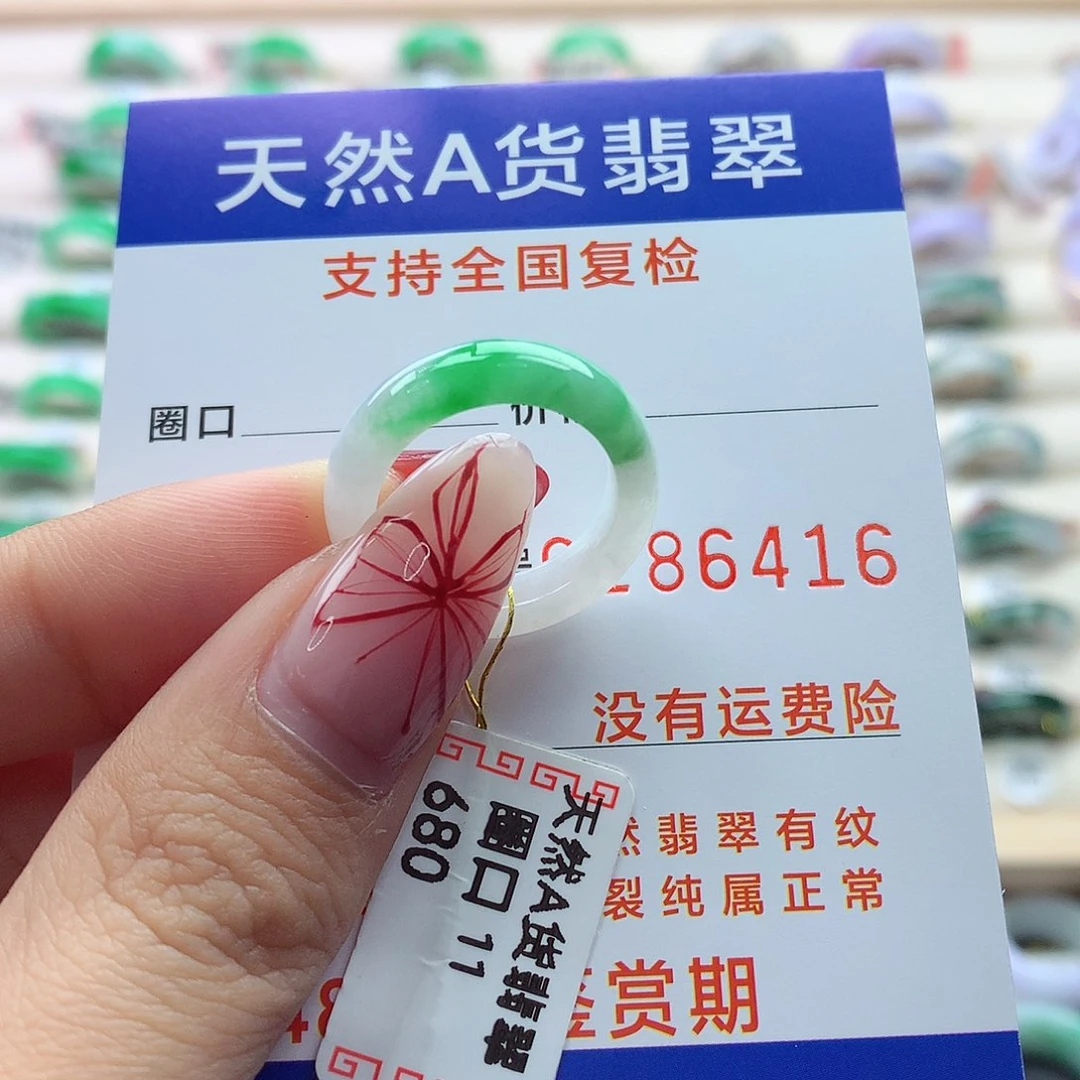 天然A货翡翠
支持全国复检
圈口
286416
没有运费险
然翡翠有纹
裂纯属正常
鉴赏期
天然A货翡翠
圈口 11
680